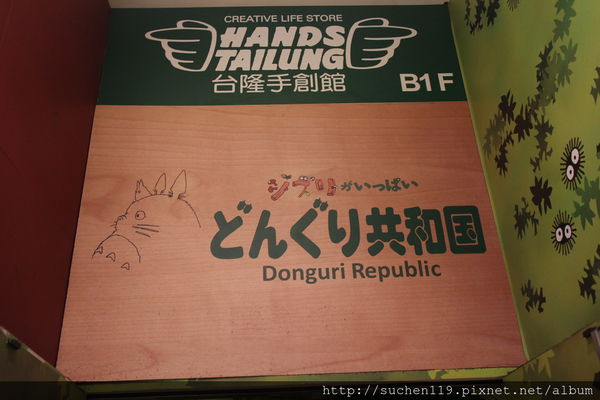 CREATIVE LIFE STORE
HANDS
TAILUNG
台隆手創館
B1F
ジブリがいっぱい
どんぐり共和国
Donguri Republic
http://suchen119.pixnet.net/album